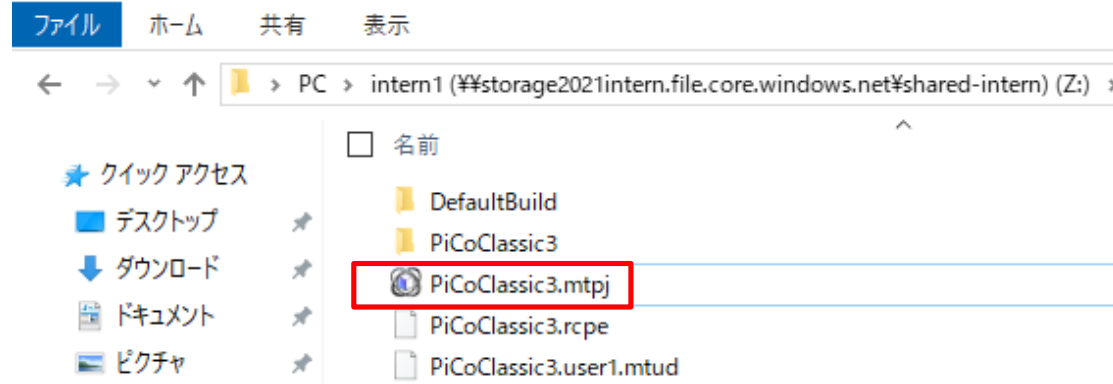 ファイル ホーム 共有 表示
PC › intern1 (¥¥storage2021intern.file.core.windows.net¥shared-intern) (Z:) ›
名前
クイック アクセス
デスクトップ
ダウンロード
ドキュメント
ピクチャ
DefaultBuild
PiCoClassic3
PiCoClassic3.mtpj
PiCoClassic3.rcpe
PiCoClassic3.user1.mtud